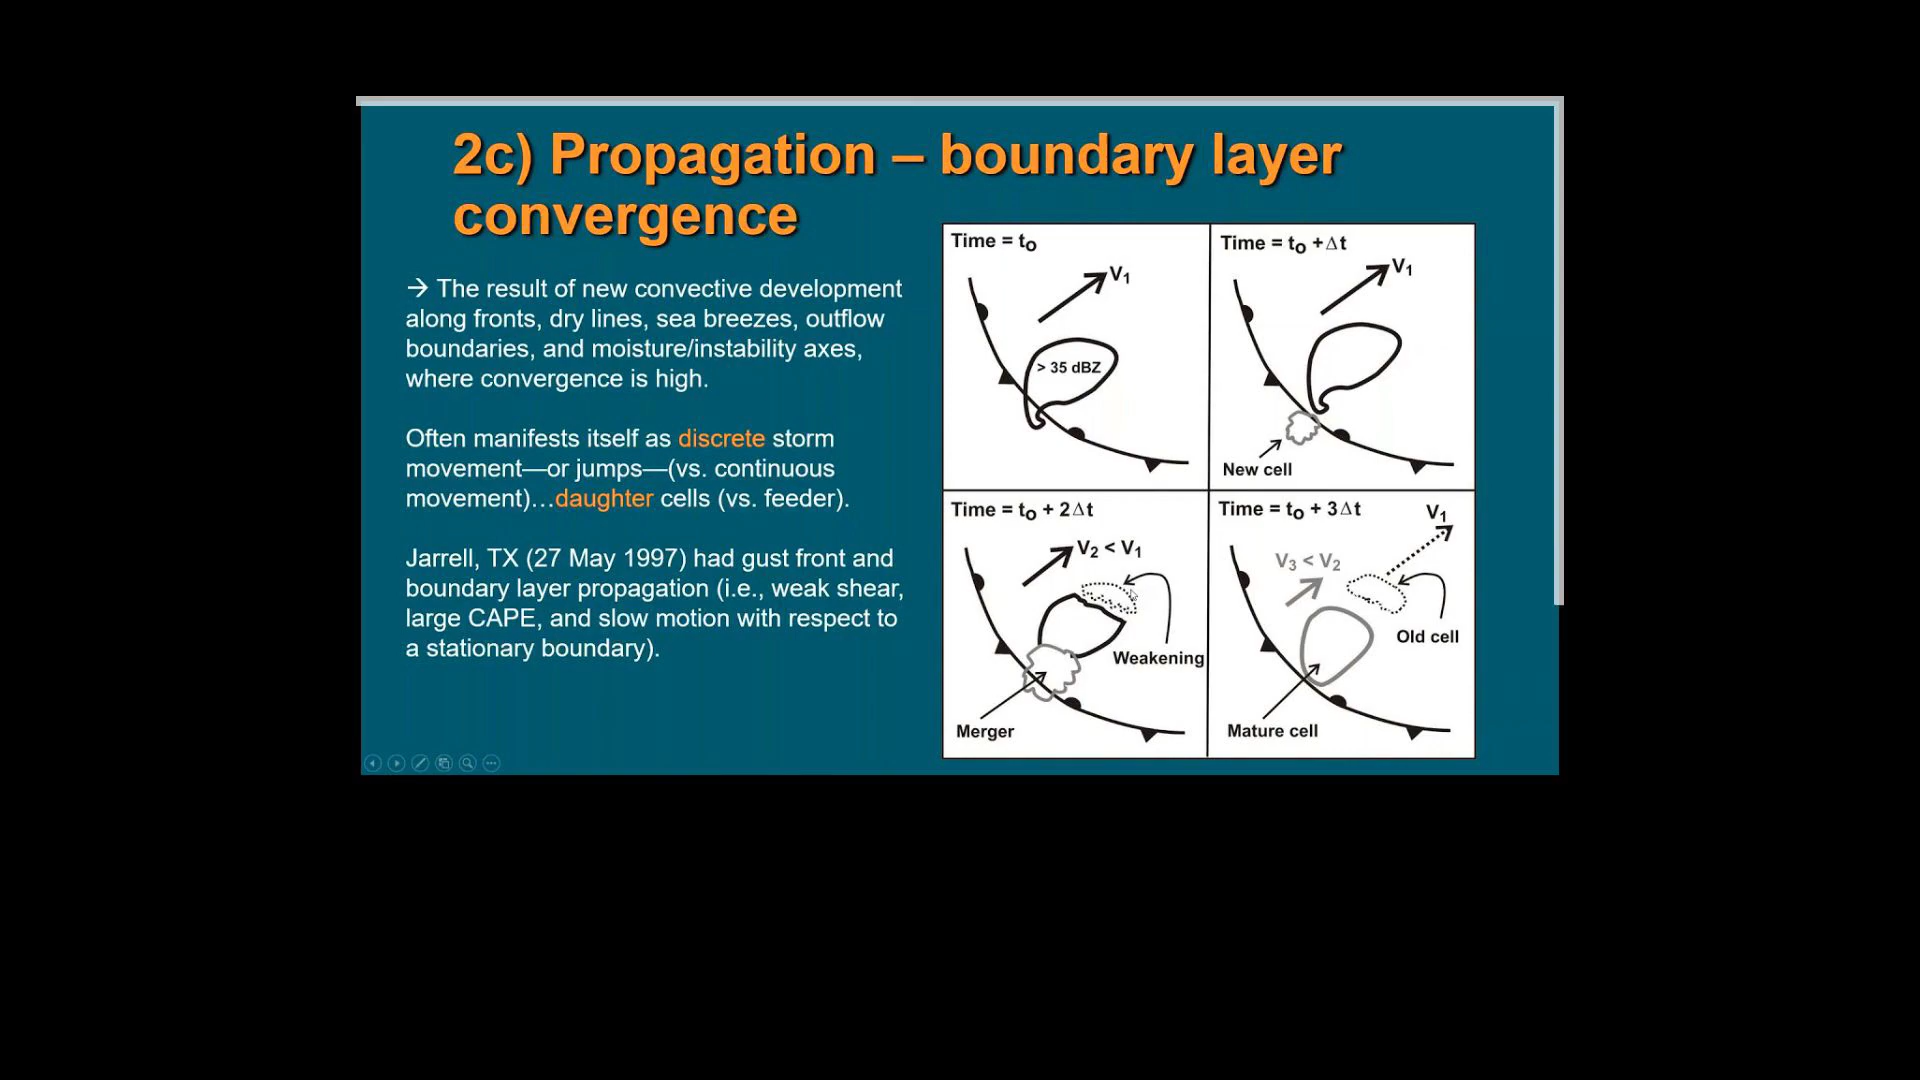 2c) Propagation – boundary layer
convergence
→ The result of new convective development
along fronts, dry lines, sea breezes, outflow
boundaries, and moisture/instability axes,
where convergence is high.
Often manifests itself as discrete storm
movement—or jumps—(vs. continuous
movement)…daughter cells (vs. feeder).
Jarrell, TX (27 May 1997) had gust front and
boundary layer propagation (i.e., weak shear,
large CAPE, and slow motion with respect to
a stationary boundary).
Time = to
V1
> 35 dBZ
Time = to +Δt
V1
New cell
Time = to + 2Δt
V2 < V1
Weakening
Merger
Time = to + 3Δt
V1
V3 < V2
Old cell
Mature cell